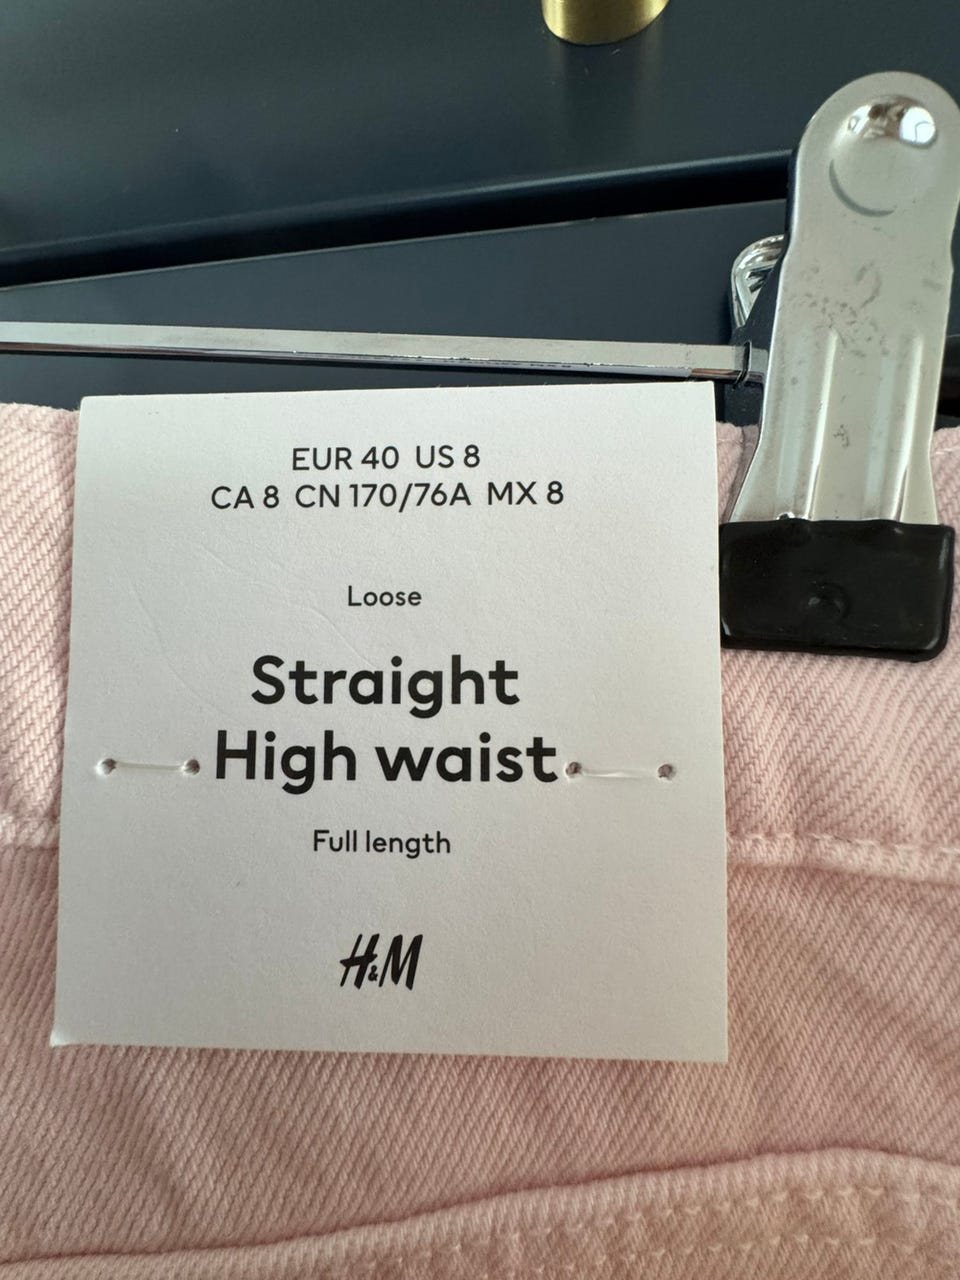 EUR 40 US 8
CA 8 CN 170/76A MX 8
Loose
Straight
High waist
Full length
H&M